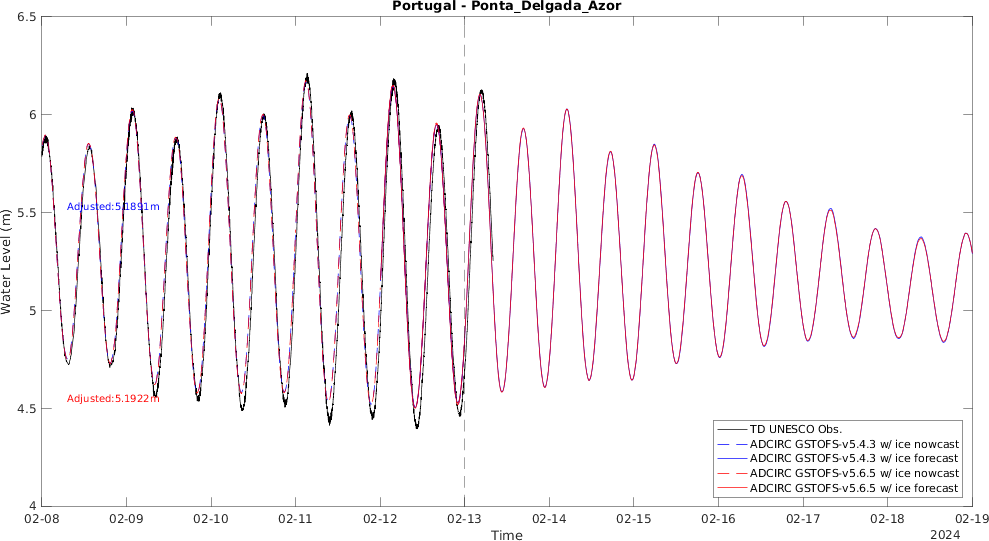 Portugal - Ponta_Delgada_Azor
6.5
6
5.5
5
4.5
4
Water Level (m)
Adjusted:5.1891m
Adjusted:5.1922m
TD UNESCO Obs.
ADCIRC GSTOFS-v5.4.3 w/ ice nowcast
ADCIRC GSTOFS-v5.4.3 w/ ice forecast
ADCIRC GSTOFS-v5.6.5 w/ ice nowcast
ADCIRC GSTOFS-v5.6.5 w/ ice forecast
02-08 02-09 02-10 02-11 02-12 02-13 02-14 02-15 02-16 02-17 02-18 02-19
Time
2024